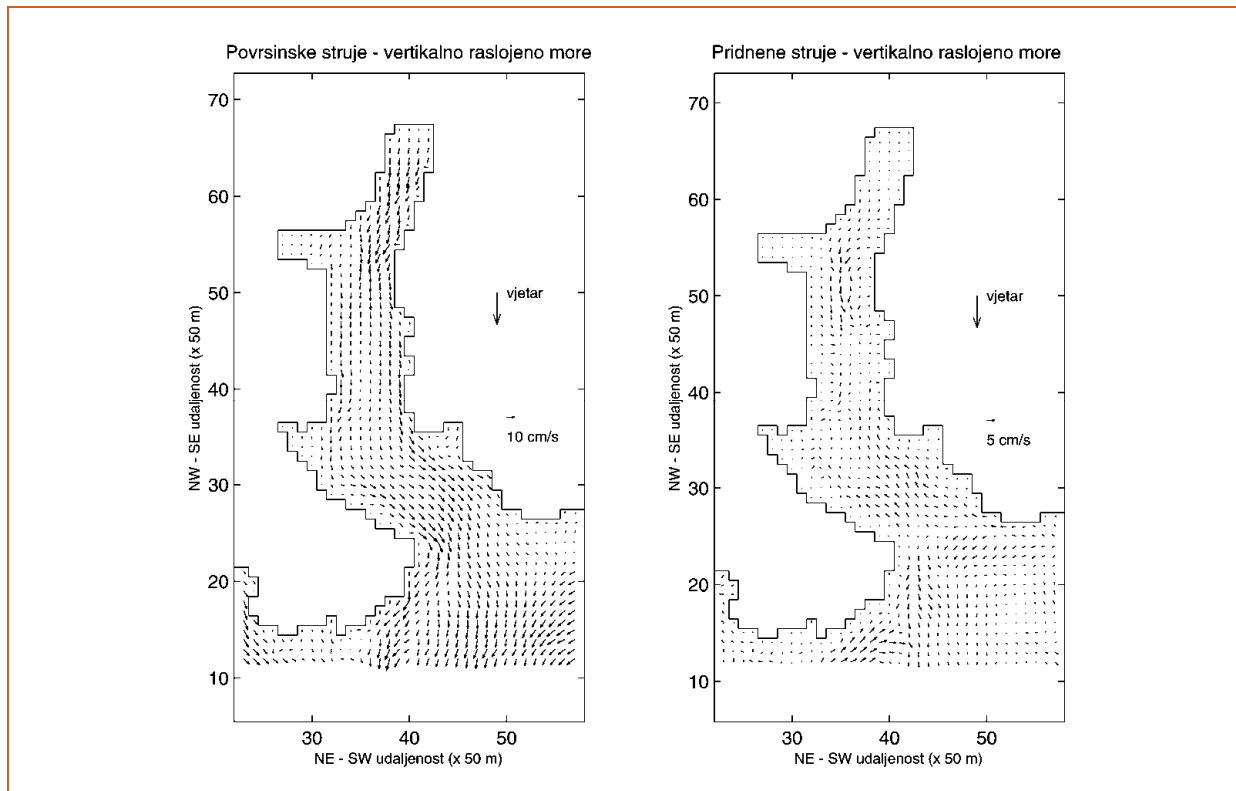 Povrsinske struje - vertikalno raslojeno more
70
60
50
40
30
20
10
30
40
50
NW - SE udaljenost (x 50 m)
NE - SW udaljenost (x 50 m)
vjetar
10 cm/s
Pridnene struje - vertikalno raslojeno more
70
60
50
40
30
20
10
30
40
50
NW - SE udaljenost (x 50 m)
NE - SW udaljenost (x 50 m)
vjetar
5 cm/s